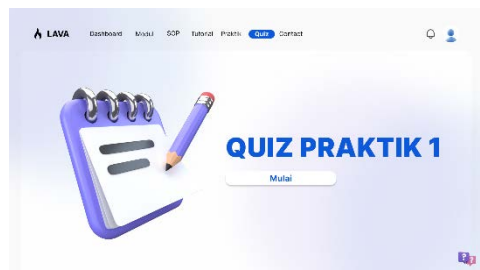 LAVA Dashboard Modul SOP Tutorial Praktik Quiz Contact
QUIZ PRAKTIK 1
Mulai